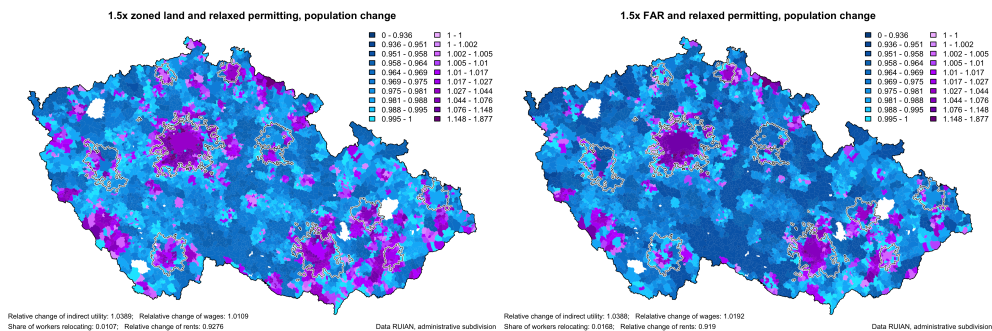 1.5x zoned land and relaxed permitting, population change
0 - 0.936
0.936 - 0.951
0.951 - 0.958
0.958 - 0.964
0.964 - 0.969
0.969 - 0.975
0.975 - 0.981
0.981 - 0.988
0.988 - 0.995
0.995 - 1
1 - 1
1 - 1.002
1.002 - 1.005
1.005 - 1.01
1.01 - 1.017
1.017 - 1.027
1.027 - 1.044
1.044 - 1.076
1.076 - 1.148
1.148 - 1.877
Relative change of indirect utility: 1.0389; Relalative change of wages: 1.0109
Share of workers relocating: 0.0107; Relative change of rents: 0.9276
Data RUIAN, administrative subdivision
1.5x FAR and relaxed permitting, population change
0 - 0.936
0.936 - 0.951
0.951 - 0.958
0.958 - 0.964
0.964 - 0.969
0.969 - 0.975
0.975 - 0.981
0.981 - 0.988
0.988 - 0.995
0.995 - 1
1 - 1
1 - 1.002
1.002 - 1.005
1.005 - 1.01
1.01 - 1.017
1.017 - 1.027
1.027 - 1.044
1.044 - 1.076
1.076 - 1.148
1.148 - 1.877
Relative change of indirect utility: 1.0388; Relalative change of wages: 1.0192
Share of workers relocating: 0.0168; Relative change of rents: 0.919
Data RUIAN, administrative subdivision